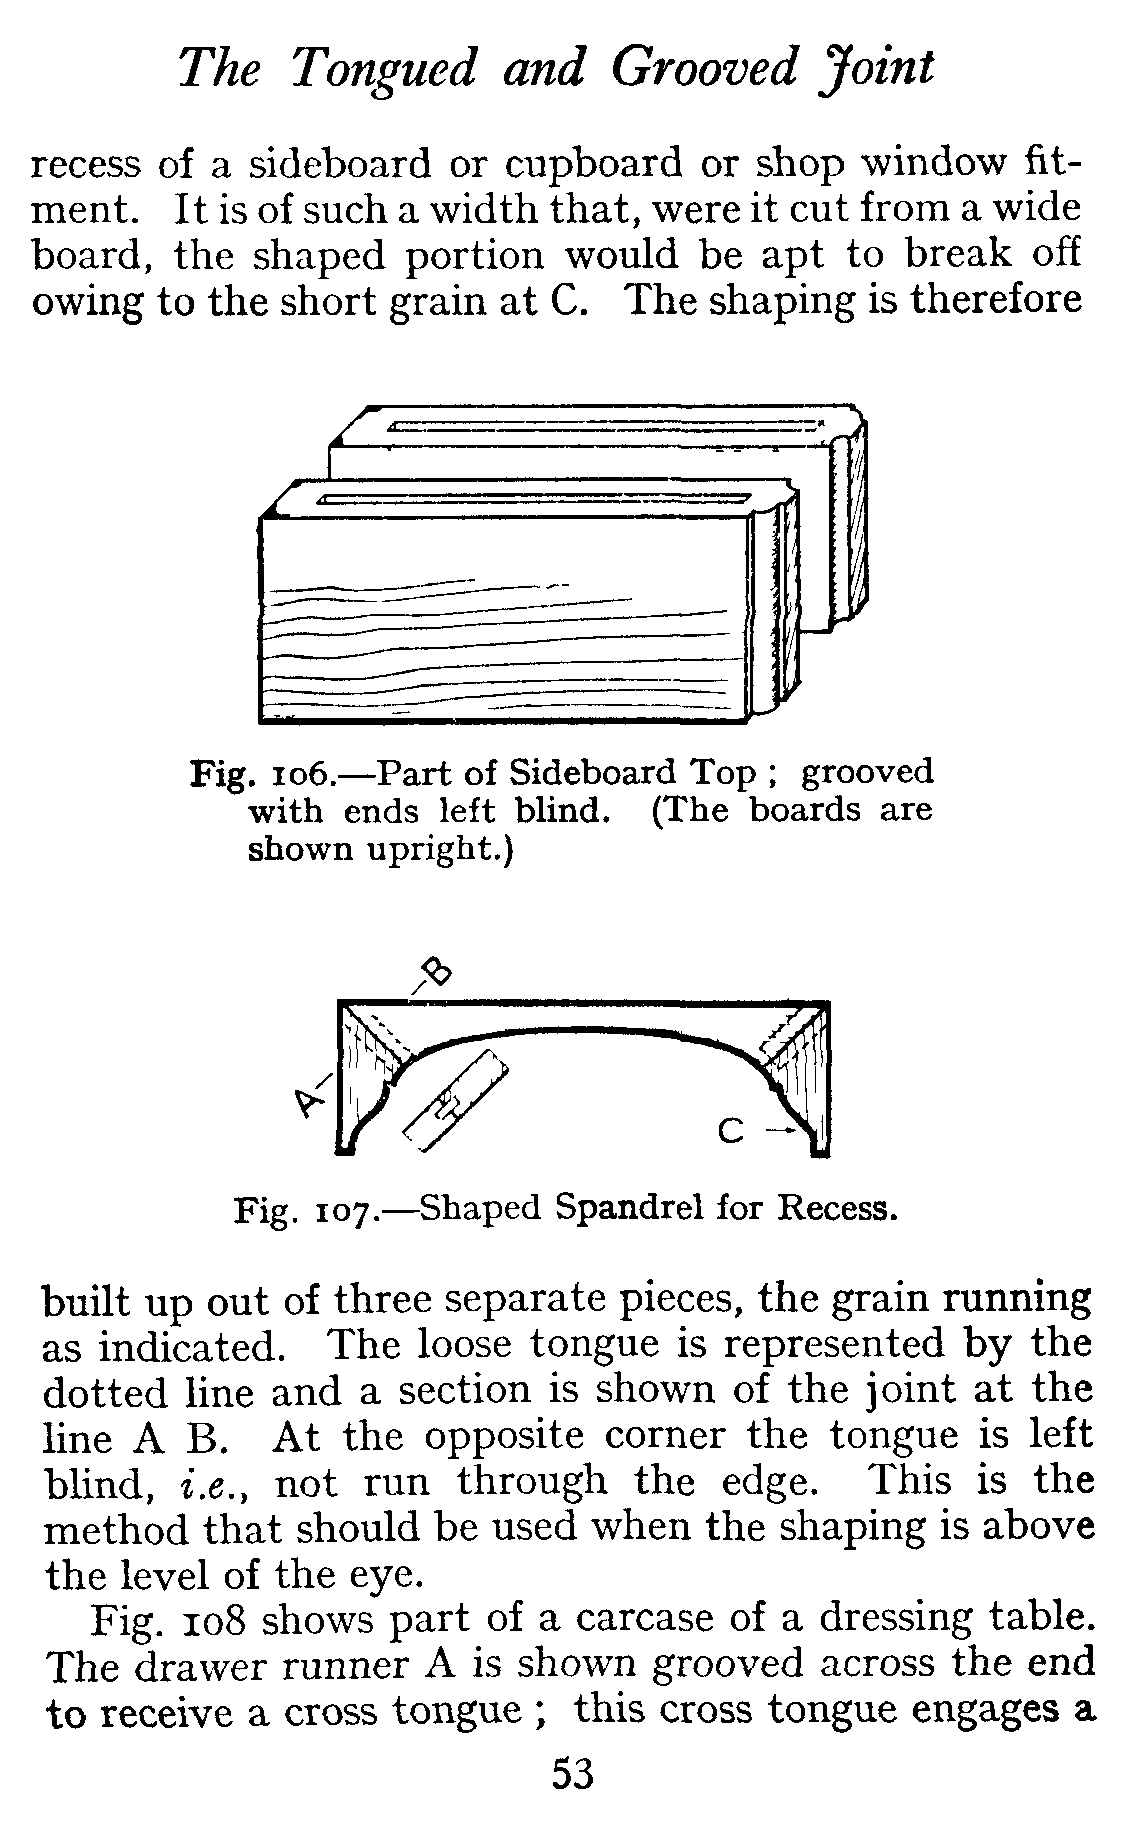 The Tongued and Grooved Joint
recess of a sideboard or cupboard or shop window fit-
ment. It is of such a width that, were it cut from a wide
board, the shaped portion would be apt to break off
owing to the short grain at C. The shaping is therefore
Fig. 106.—Part of Sideboard Top ; grooved
with ends left blind. (The boards are
shown upright.)
B
A
C
Fig. 107.—Shaped Spandrel for Recess.
built up out of three separate pieces, the grain running
as indicated. The loose tongue is represented by the
dotted line and a section is shown of the joint at the
line A B. At the opposite corner the tongue is left
blind, i.e., not run through the edge. This is the
method that should be used when the shaping is above
the level of the eye.
Fig. 108 shows part of a carcase of a dressing table.
The drawer runner A is shown grooved across the end
to receive a cross tongue ; this cross tongue engages a
53